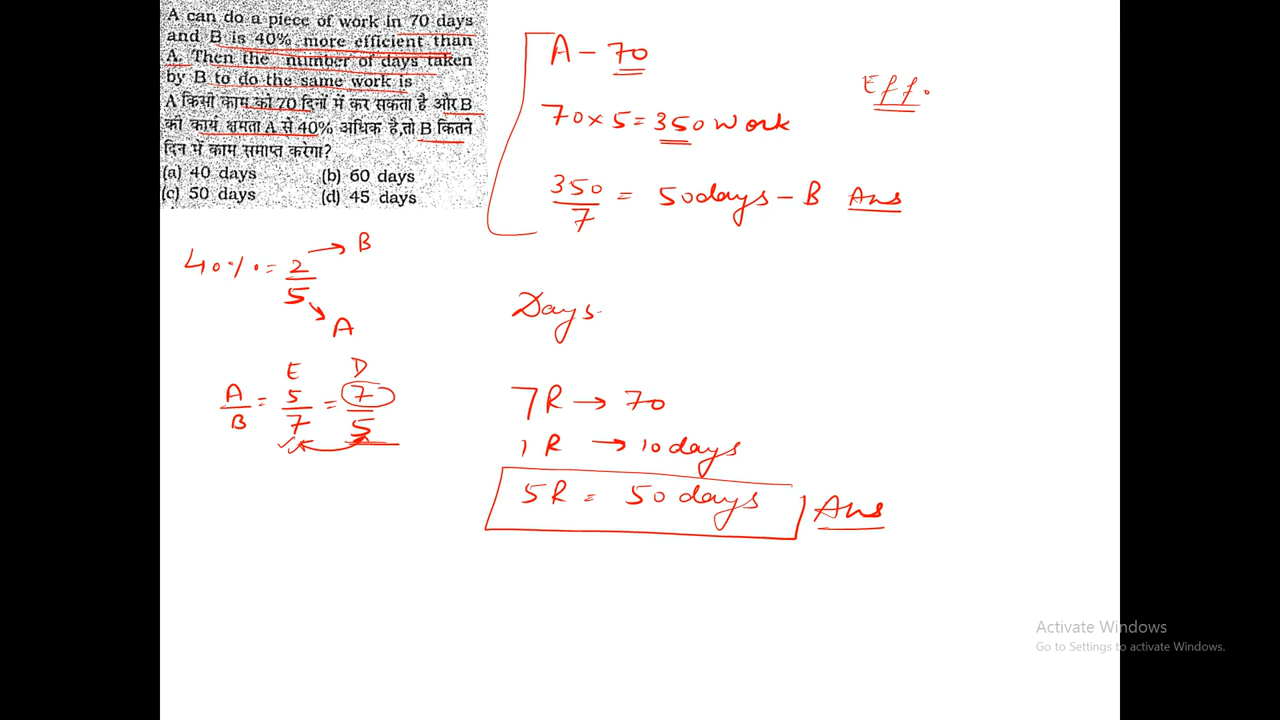 A can do a piece of work in 70 days
and B is 40% more efficient than
A. Then the number of days taken
by B to do the same work is
A किसी काम को 70 दिनों में कर सकता है और B
की कार्य क्षमता A से 40% अधिक है, तो B कितने
दिन में काम समाप्त करेगा?
(a) 40 days (b) 60 days
(c) 50 days (d) 45 days
A - 70
70 × 5 = 350 work
350/7 = 50 days - B Ans
Eff.
40% = 2/5
B
A
E D
A/B = 5/7 = 7/5
Days
7R → 70
1R → 10 days
5R = 50 days Ans
Activate Windows
Go to Settings to activate Windows.